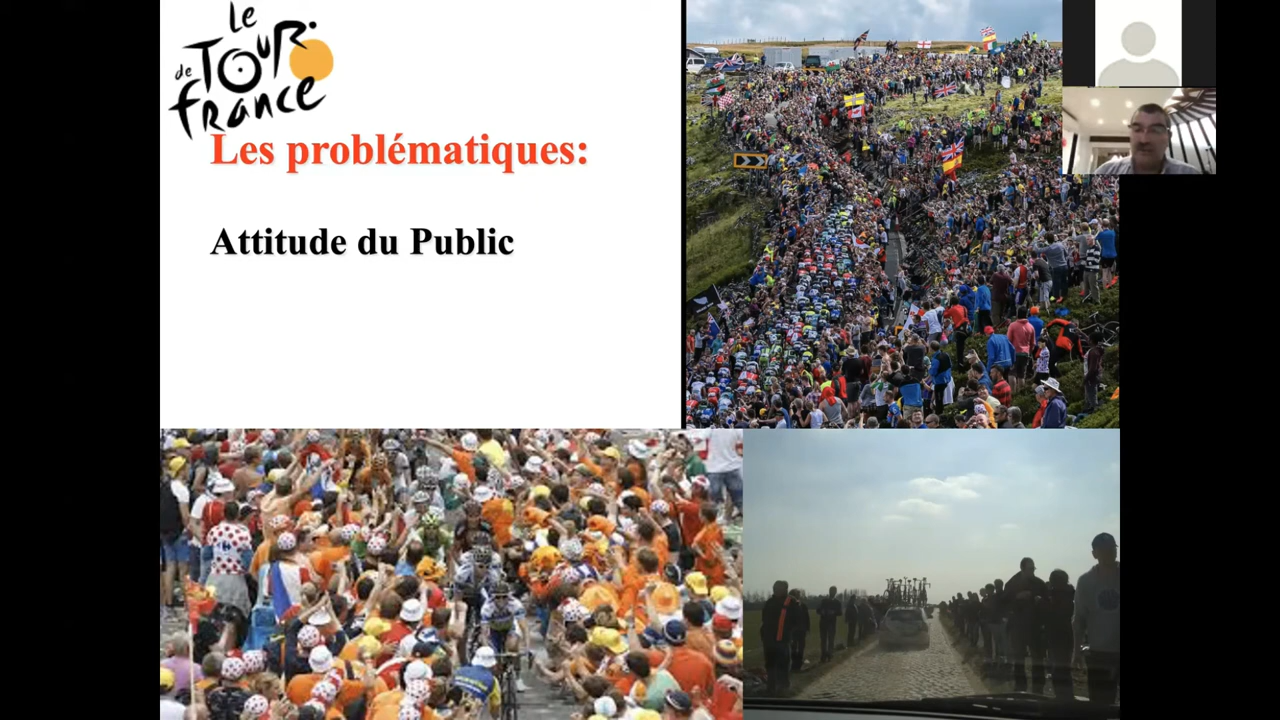 Le
TOUR
de
france
Les problématiques:
Attitude du Public